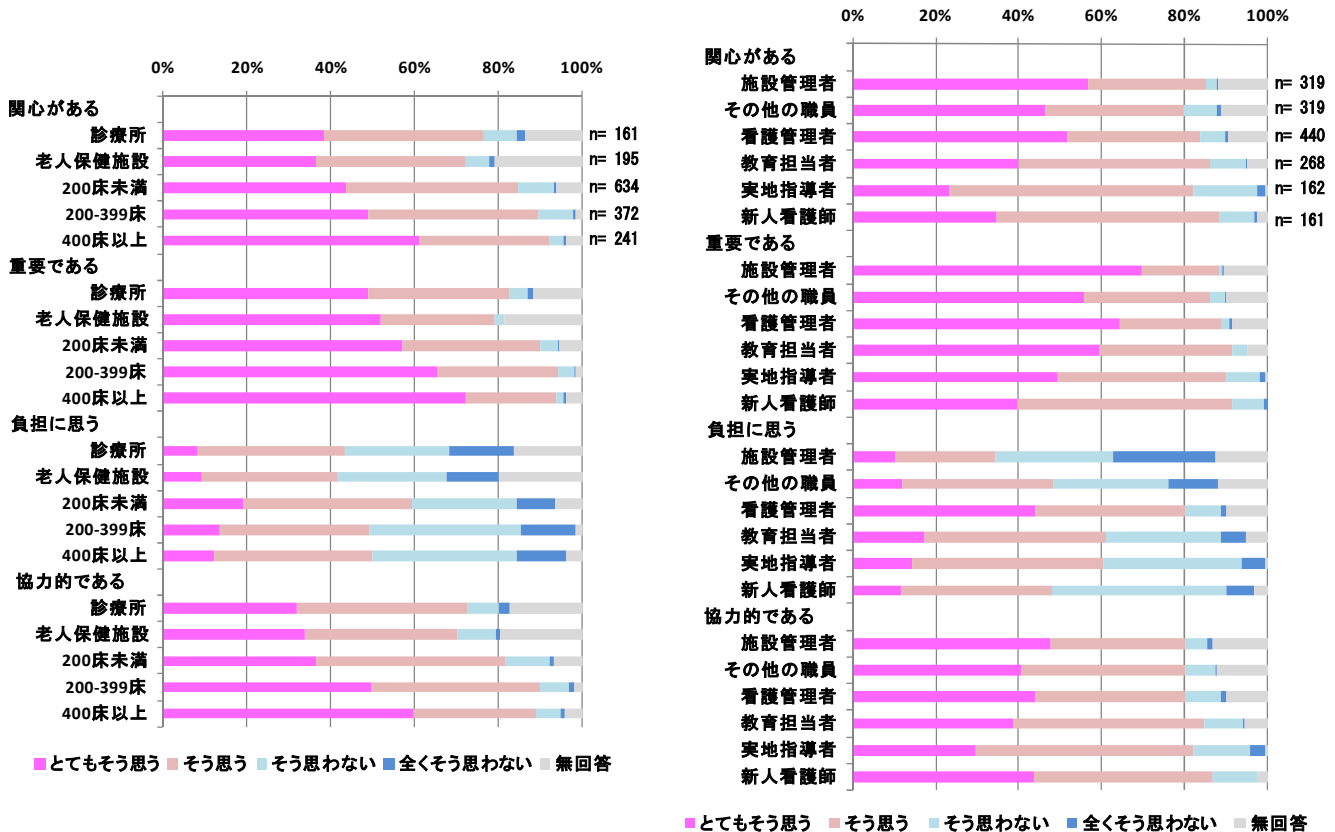 0% 20% 40% 60% 80% 100%
関心がある
診療所 n= 161
老人保健施設 n= 195
200床未満 n= 634
200-399床 n= 372
400床以上 n= 241
重要である
診療所
老人保健施設
200床未満
200-399床
400床以上
負担に思う
診療所
老人保健施設
200床未満
200-399床
400床以上
協力的である
診療所
老人保健施設
200床未満
200-399床
400床以上
とてもそう思う そう思う そう思わない 全くそう思わない 無回答
0% 20% 40% 60% 80% 100%
関心がある
施設管理者 n= 319
その他の職員 n= 319
看護管理者 n= 440
教育担当者 n= 268
実地指導者 n= 162
新人看護師 n= 161
重要である
施設管理者
その他の職員
看護管理者
教育担当者
実地指導者
新人看護師
負担に思う
施設管理者
その他の職員
看護管理者
教育担当者
実地指導者
新人看護師
協力的である
施設管理者
その他の職員
看護管理者
教育担当者
実地指導者
新人看護師
とてもそう思う そう思う そう思わない 全くそう思わない 無回答